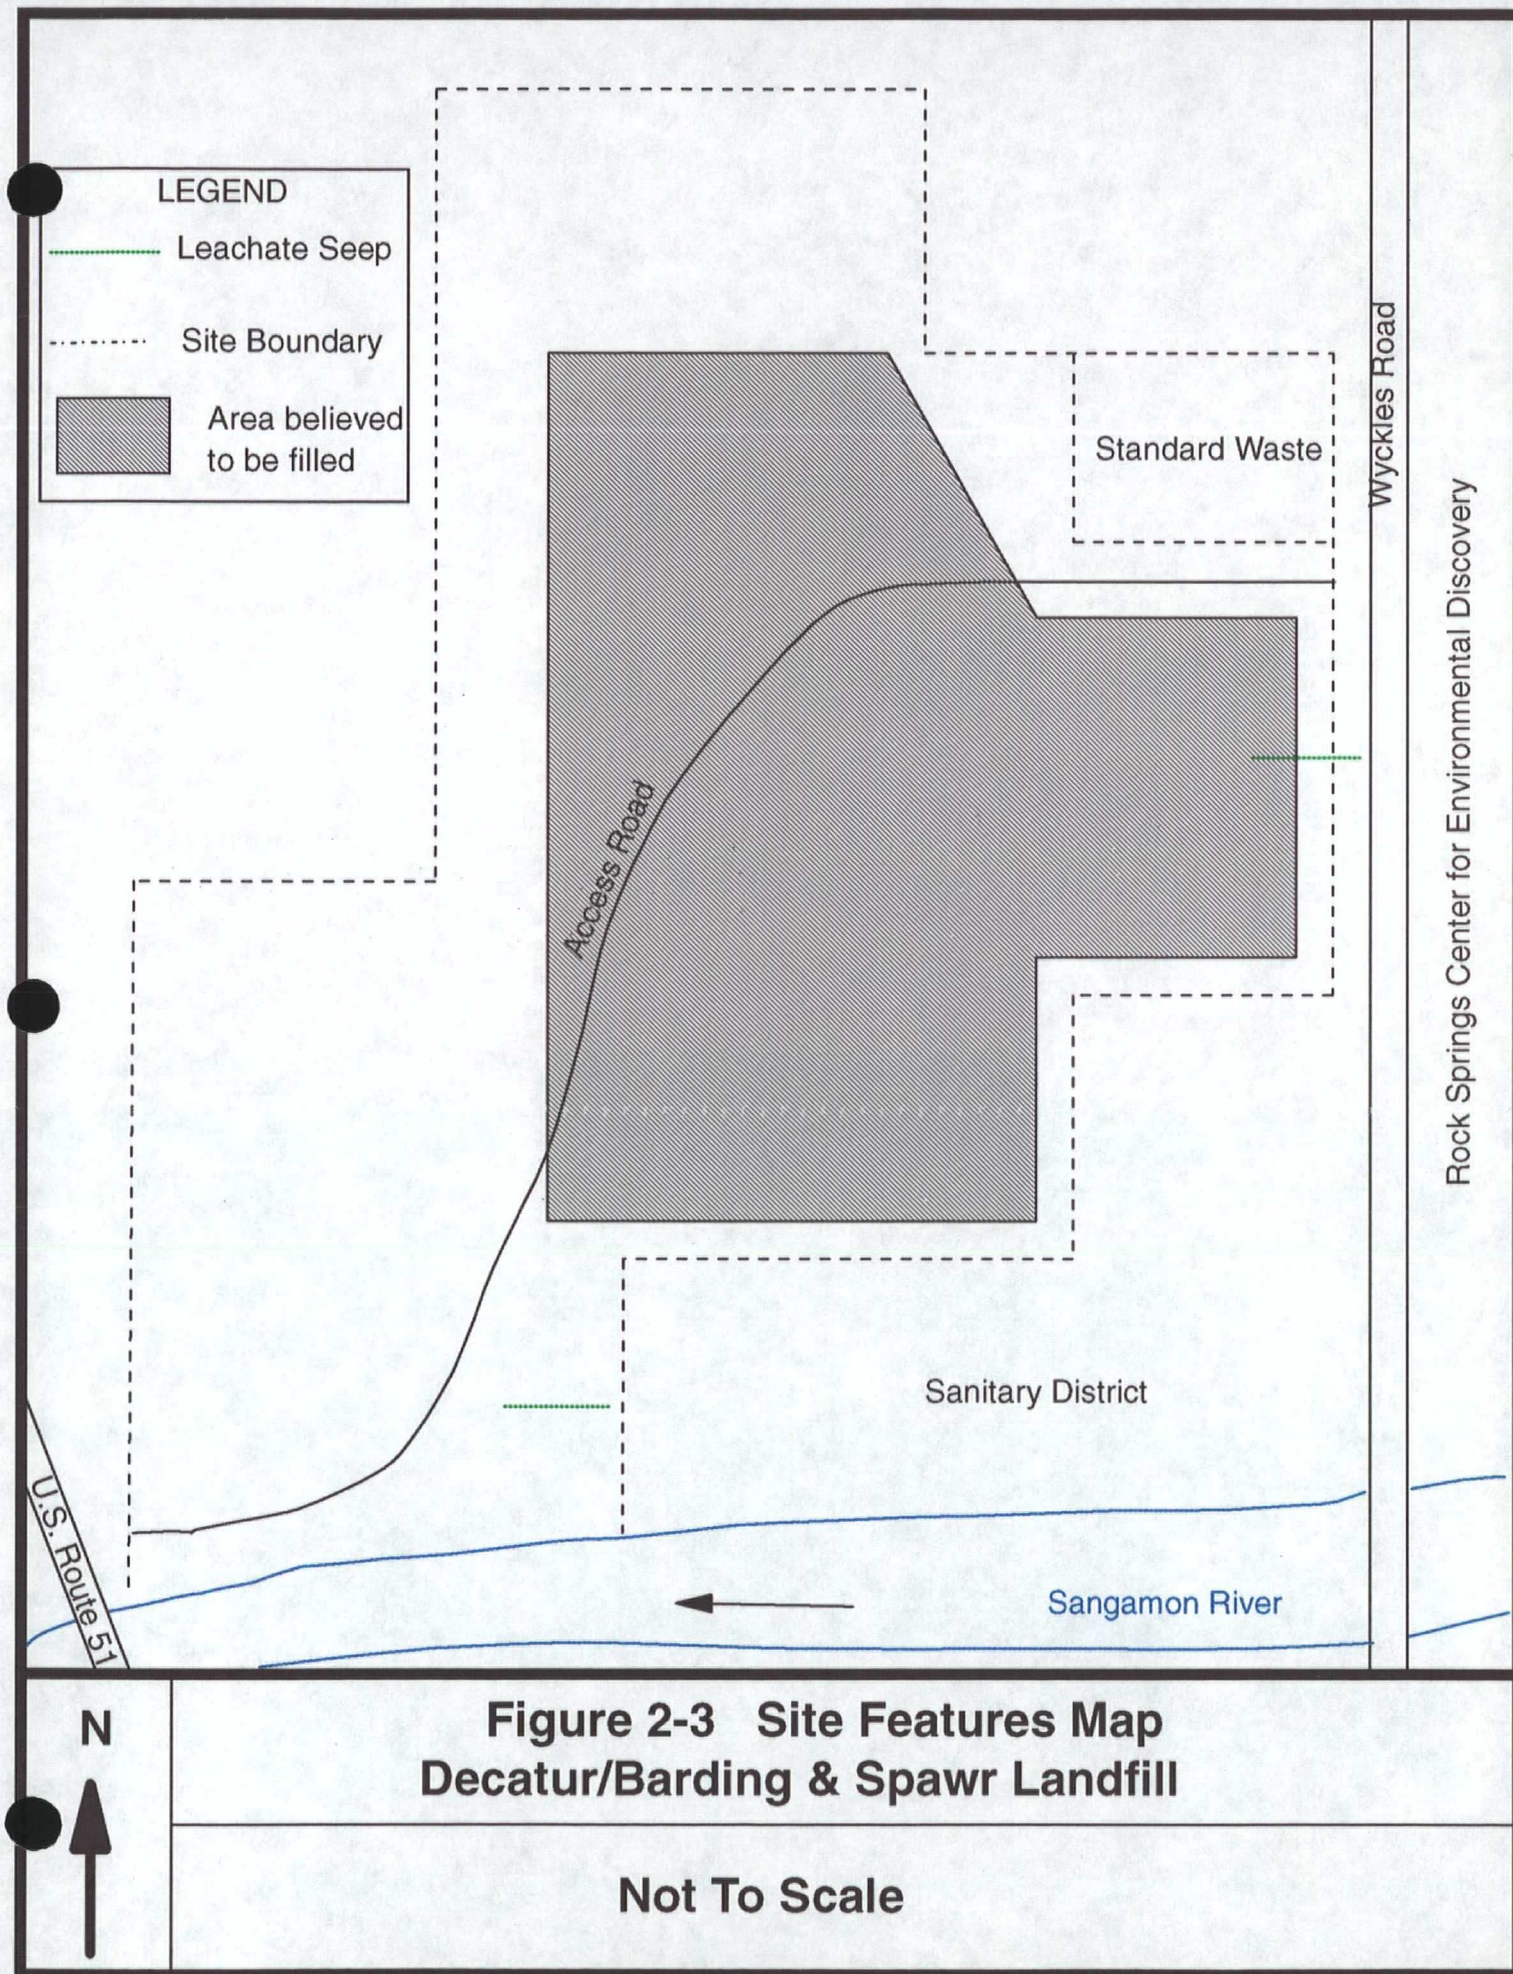 LEGEND
Leachate Seep
Site Boundary
Area believed
to be filled
Standard Waste
Wyckles Road
Rock Springs Center for Environmental Discovery
Access Road
Sanitary District
U.S. Route 51
Sangamon River
N
Figure 2-3 Site Features Map
Decatur/Barding & Spawr Landfill
Not To Scale